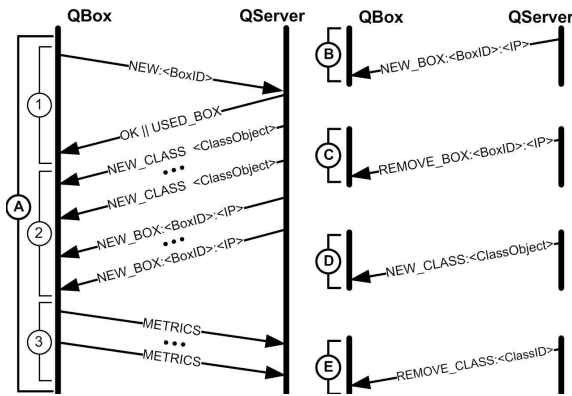 QBox QServer
A
1
NEW:<BoxID>
OK || USED_BOX
2
NEW_CLASS <ClassObject>
•••
NEW_CLASS <ClassObject>
NEW_BOX:<BoxID>:<IP>
•••
NEW_BOX:<BoxID>:<IP>
3
METRICS
•••
METRICS
QBox QServer
B
NEW_BOX:<BoxID>:<IP>
C
REMOVE_BOX:<BoxID>:<IP>
D
NEW_CLASS:<ClassObject>
E
REMOVE_CLASS:<ClassID>